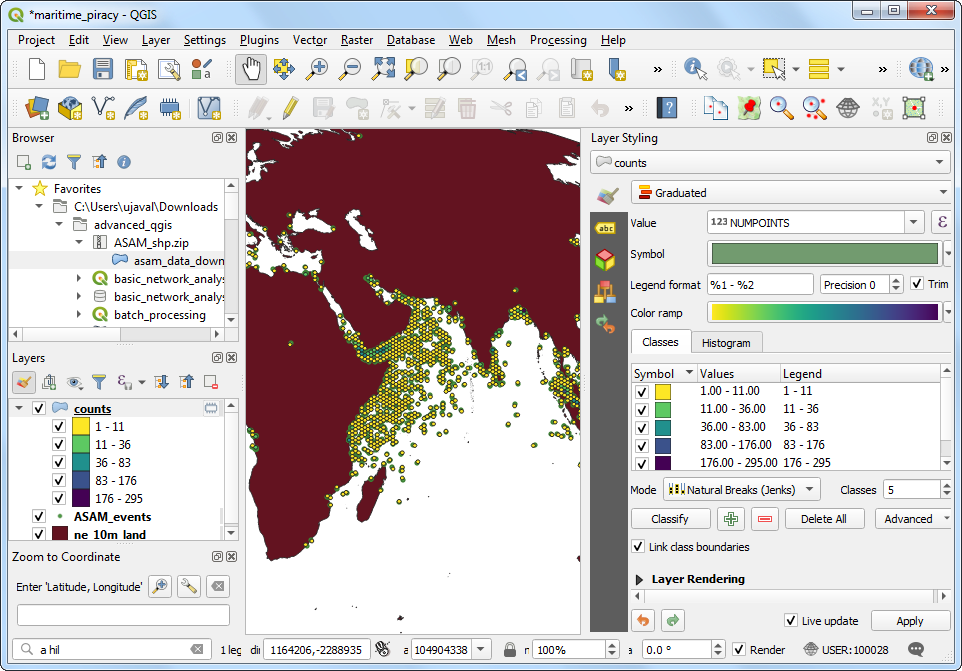 *maritime_piracy - QGIS
Project Edit View Layer Settings Plugins Vector Raster Database Web Mesh Processing Help
Browser
Favorites
C:\Users\ujaval\Downloads
advanced_qgis
ASAM_shp.zip
asam_data_down
basic_network_analy
basic_network_analy
batch_processing
Layers
counts
1 - 11
11 - 36
36 - 83
83 - 176
176 - 295
ASAM_events
ne_10m_land
Zoom to Coordinate
Enter 'Latitude, Longitude'
Layer Styling
counts
Graduated
Value 123 NUMPOINTS ε
Symbol
Legend format %1 - %2 Precision 0 Trim
Color ramp
abc
Classes Histogram
Symbol Values Legend
1.00 - 11.00 1 - 11
11.00 - 36.00 11 - 36
36.00 - 83.00 36 - 83
83.00 - 176.00 83 - 176
176.00 - 295.00 176 - 295
Mode Natural Breaks (Jenks) Classes 5
Classify Delete All Advanced
Link class boundaries
Layer Rendering
Live update Apply
a hil 1 leg 1164206,-2288935 104904338 100% 0.0 ° Render USER:100028